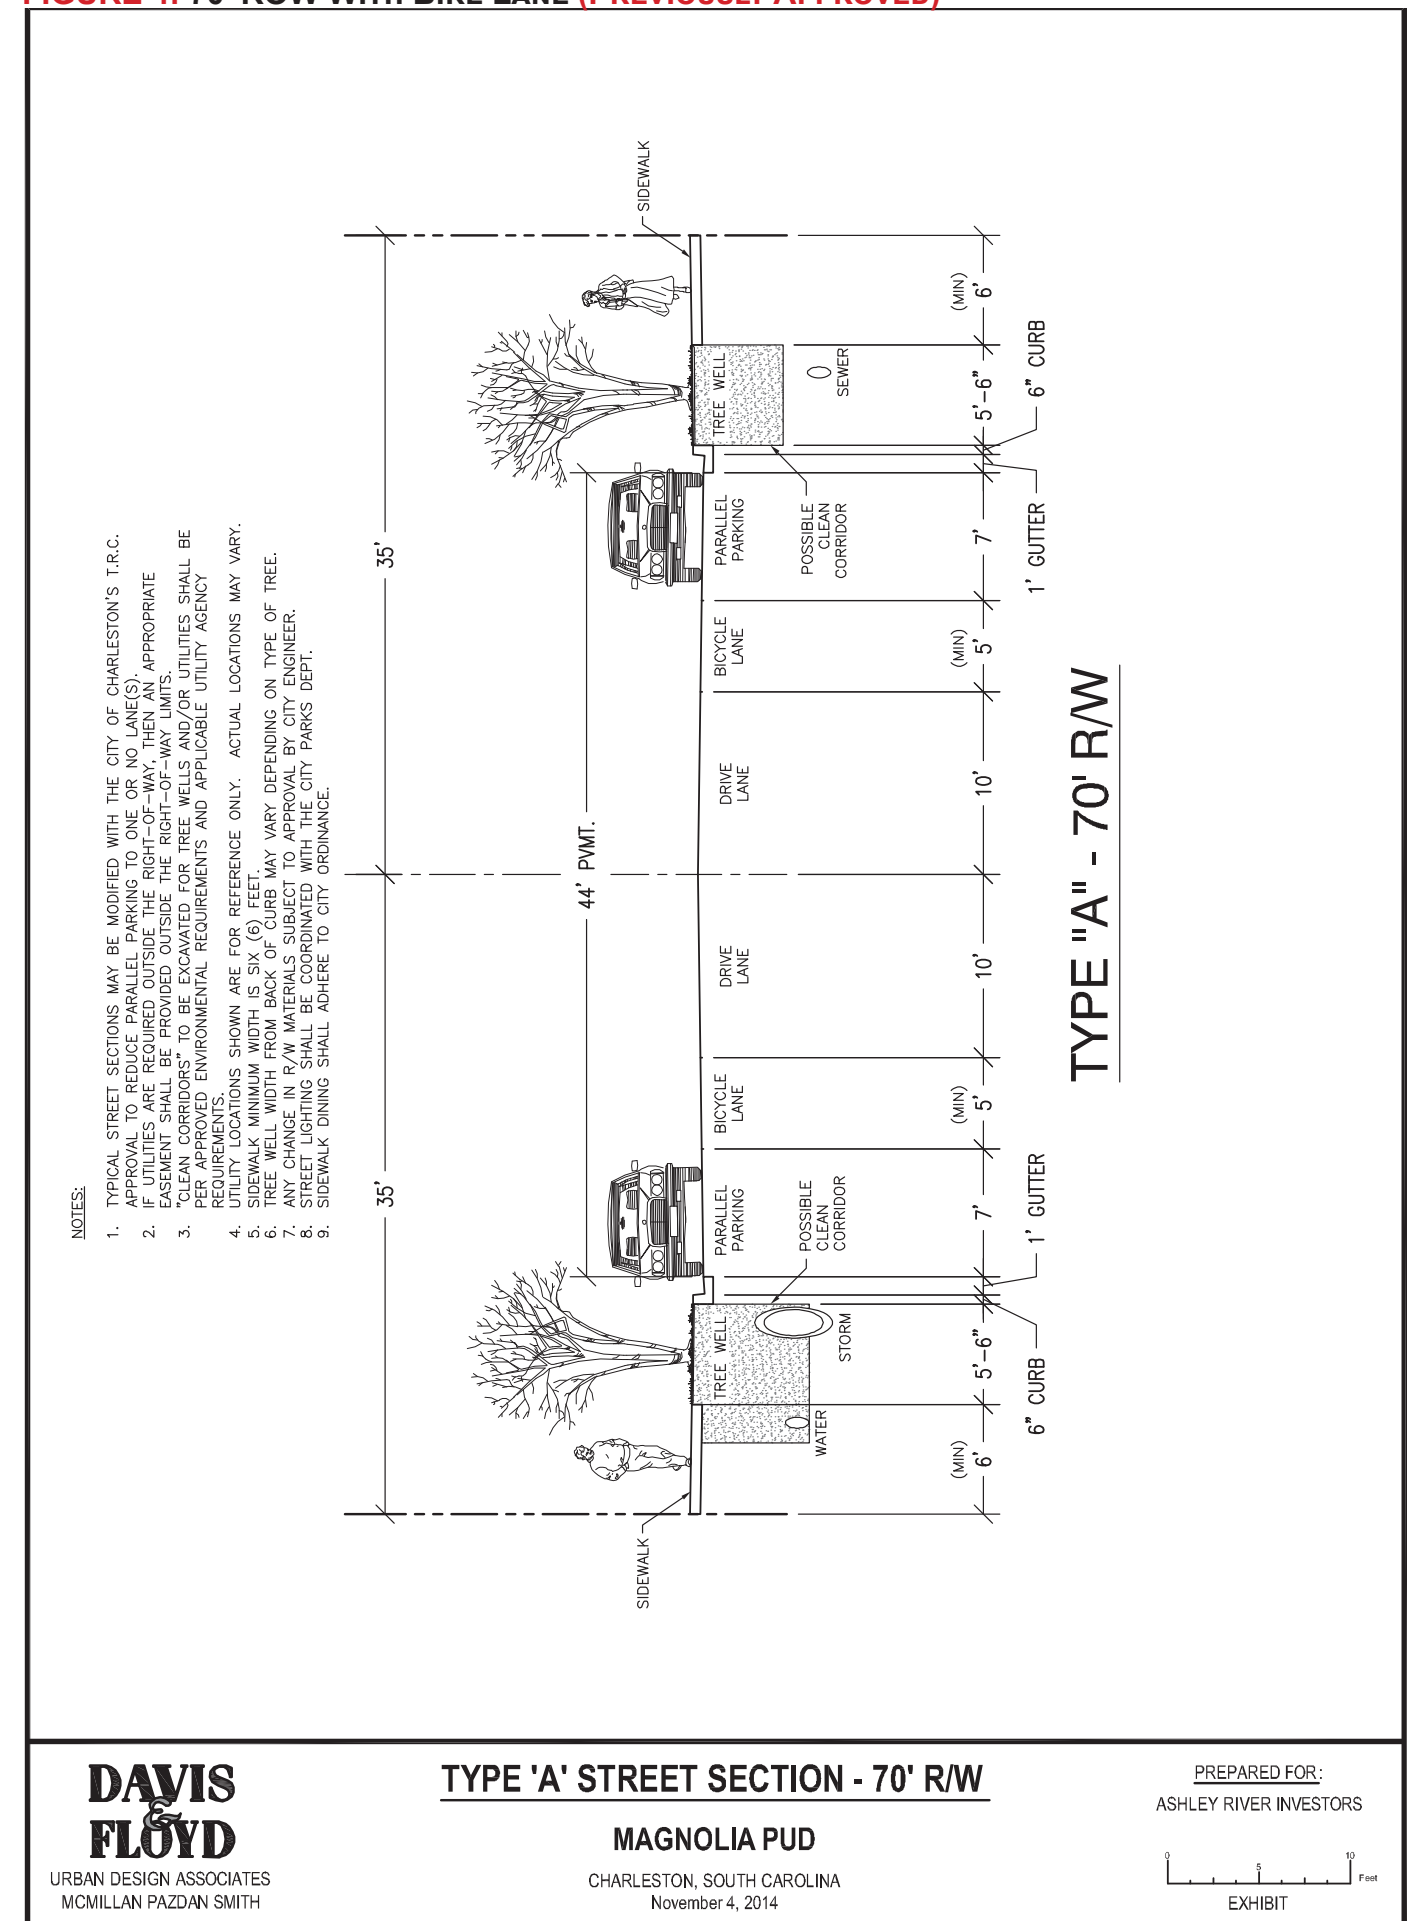 FIGURE 4: 70' ROW WITH BIKE LANE (PREVIOUSLY APPROVED)
NOTES:
1. TYPICAL STREET SECTIONS MAY BE MODIFIED WITH THE CITY OF CHARLESTON'S T.R.C.
APPROVAL TO REDUCE PARALLEL PARKING TO ONE OR NO LANE(S).
2. IF UTILITIES ARE REQUIRED OUTSIDE THE RIGHT-OF-WAY, THEN AN APPROPRIATE
EASEMENT SHALL BE PROVIDED OUTSIDE THE RIGHT-OF-WAY LIMITS.
3. "CLEAN CORRIDORS" TO BE EXCAVATED FOR TREE WELLS AND/OR UTILITIES SHALL BE
PER APPROVED ENVIRONMENTAL REQUIREMENTS AND APPLICABLE UTILITY AGENCY
REQUIREMENTS.
4. UTILITY LOCATIONS SHOWN ARE FOR REFERENCE ONLY. ACTUAL LOCATIONS MAY VARY.
5. SIDEWALK MINIMUM WIDTH IS SIX (6) FEET.
6. TREE WELL WIDTH FROM BACK OF CURB MAY VARY DEPENDING ON TYPE OF TREE.
7. ANY CHANGE IN R/W MATERIALS SUBJECT TO APPROVAL BY CITY ENGINEER.
8. STREET LIGHTING SHALL BE COORDINATED WITH THE CITY PARKS DEPT.
9. SIDEWALK DINING SHALL ADHERE TO CITY ORDINANCE.
35'
35'
44' PVMT.
SIDEWALK
SIDEWALK
TREE WELL
WATER
STORM
POSSIBLE
CLEAN
CORRIDOR
PARALLEL
PARKING
BICYCLE
LANE
DRIVE
LANE
DRIVE
LANE
BICYCLE
LANE
PARALLEL
PARKING
POSSIBLE
CLEAN
CORRIDOR
TREE WELL
SEWER
(MIN)
6'
5'-6"
7'
(MIN)
5'
10'
10'
(MIN)
5'
7'
5'-6"
(MIN)
6'
6" CURB
1' GUTTER
1' GUTTER
6" CURB
TYPE "A" - 70' R/W
DAVIS
&
FLOYD
URBAN DESIGN ASSOCIATES
MCMILLAN PAZDAN SMITH
TYPE 'A' STREET SECTION - 70' R/W
MAGNOLIA PUD
CHARLESTON, SOUTH CAROLINA
November 4, 2014
PREPARED FOR:
ASHLEY RIVER INVESTORS
0 5 10
Feet
EXHIBIT